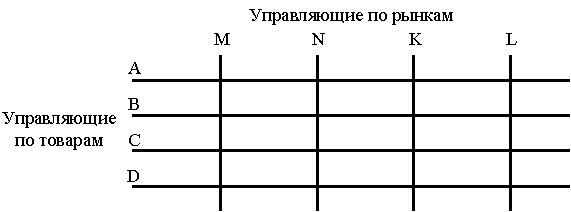 Управляющие по рынкам
M N K L
A
B
Управляющие
по товарам
C
D